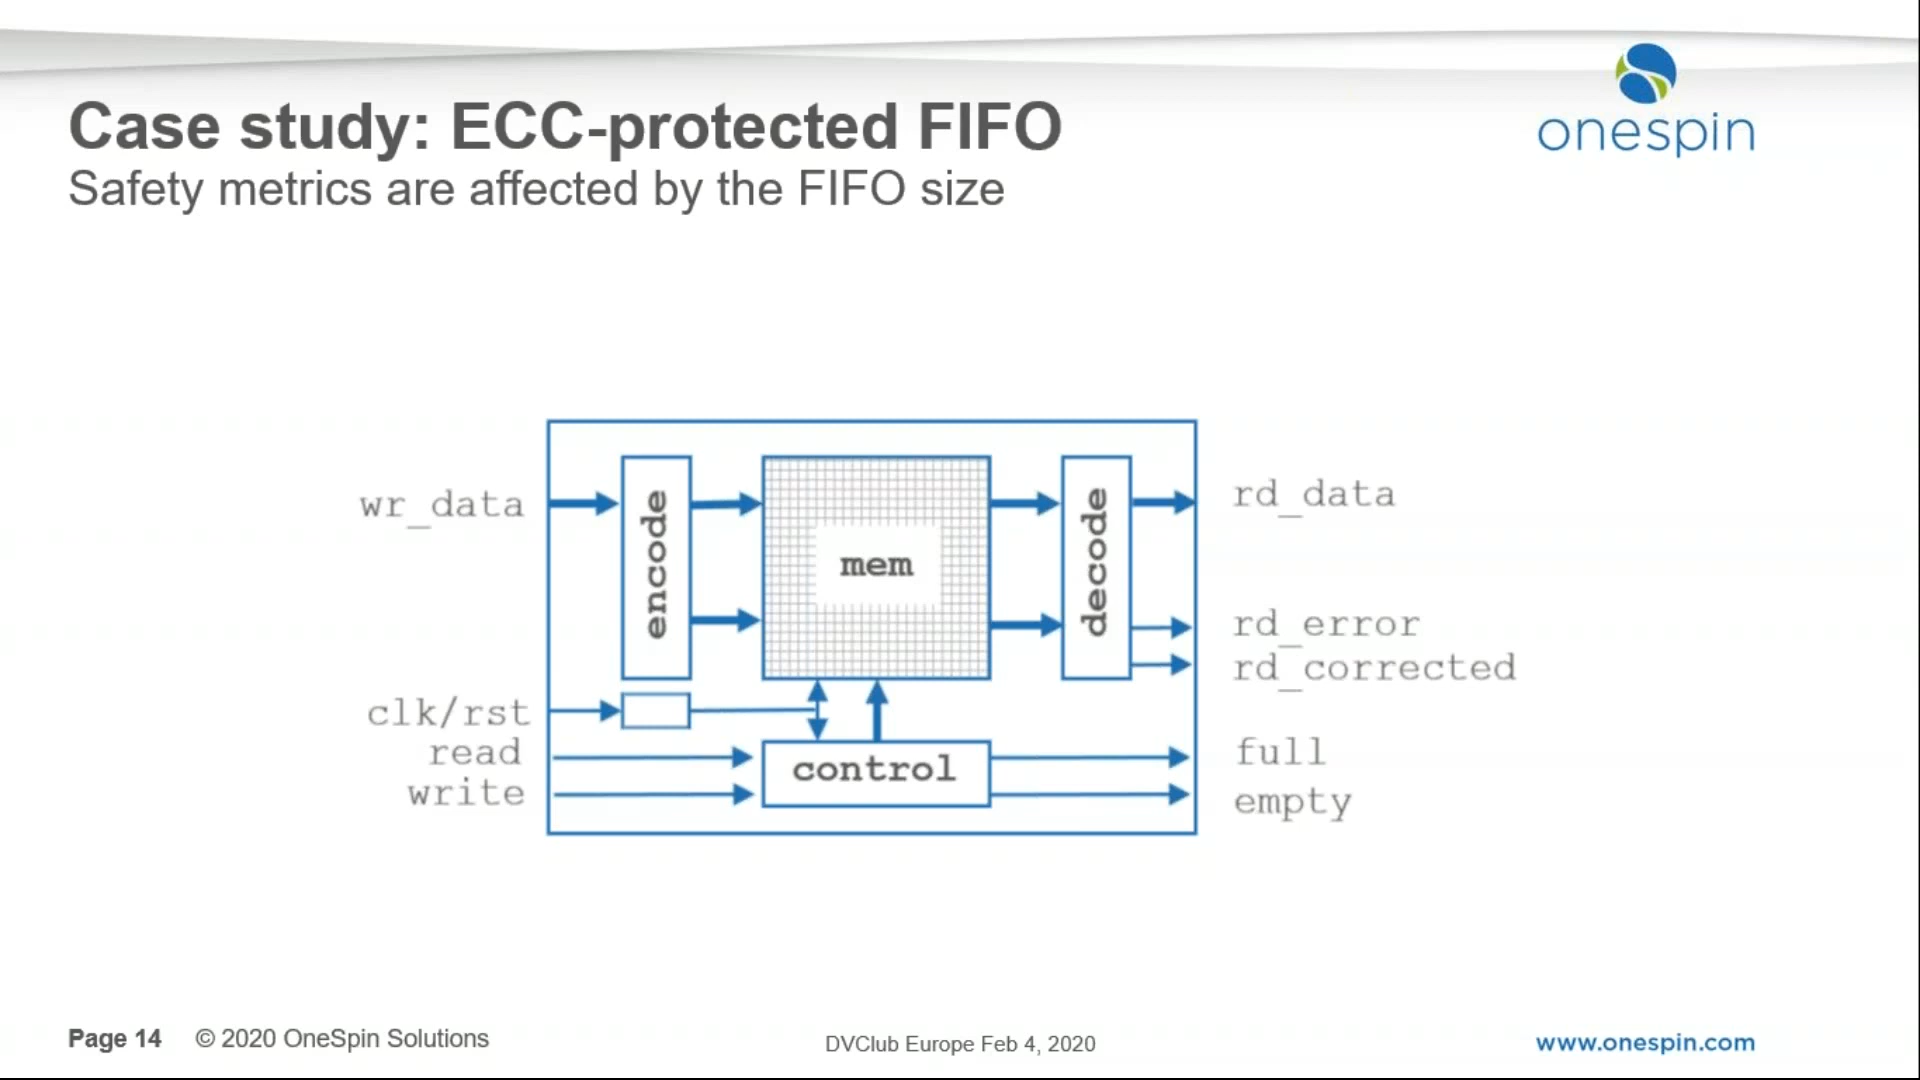 Case study: ECC-protected FIFO
Safety metrics are affected by the FIFO size
onespin
wr_data
encode
mem
decode
rd_data
rd_error
rd_corrected
clk/rst
read
write
control
full
empty
Page 14
© 2020 OneSpin Solutions
DVClub Europe Feb 4, 2020
www.onespin.com